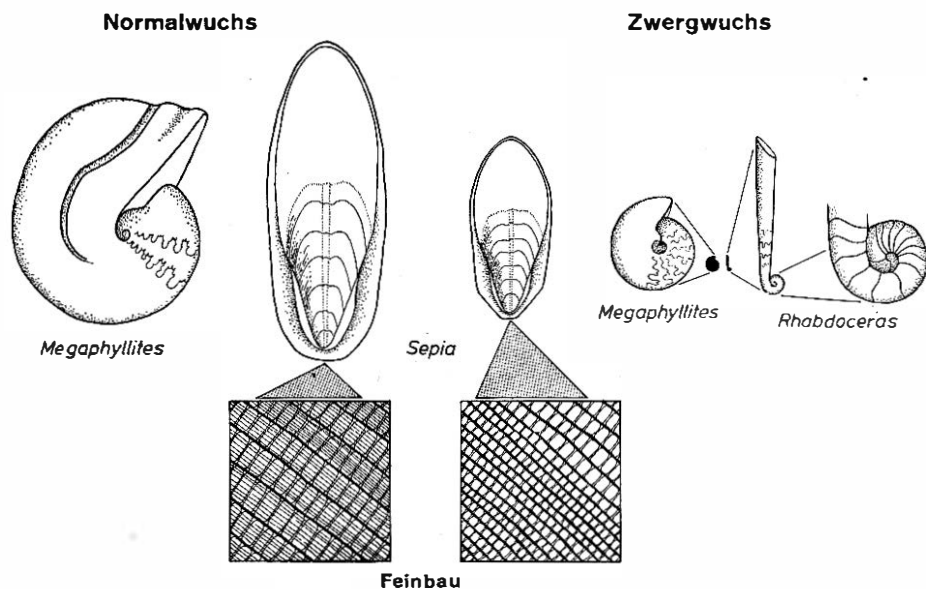 Normalwuchs
Zwergwuchs
Megaphyllites
Sepia
Megaphyllites
Rhabdoceras
Feinbau